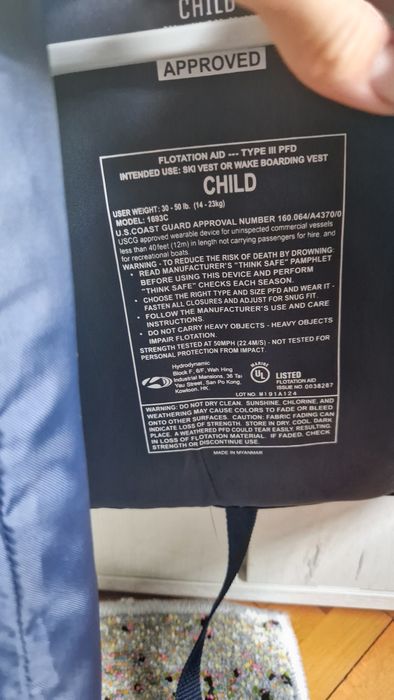 CHILD
APPROVED
FLOTATION AID --- TYPE III PFD
INTENDED USE: SKI VEST OR WAKE BOARDING VEST
CHILD
USER WEIGHT: 30 - 50 lb. (14 - 23kg)
MODEL: 1693C
U.S.COAST GUARD APPROVAL NUMBER 160.064/A4370/0
USCG approved wearable device for uninspected commercial vessels
less than 40feet (12m) in length not carrying passengers for hire, and
for recreational boats.
WARNING - TO REDUCE THE RISK OF DEATH BY DROWNING:
• READ MANUFACTURER'S "THINK SAFE" PAMPHLET
BEFORE USING THIS DEVICE AND PERFORM
"THINK SAFE" CHECKS EACH SEASON.
• CHOOSE THE RIGHT TYPE AND SIZE PFD AND WEAR IT -
FASTEN ALL CLOSURES AND ADJUST FOR SNUG FIT.
• FOLLOW THE MANUFACTURER'S USE AND CARE
INSTRUCTIONS.
• DO NOT CARRY HEAVY OBJECTS - HEAVY OBJECTS
IMPAIR FLOTATION.
STRENGTH TESTED AT 50MPH (22.4M/S) - NOT TESTED FOR
PERSONAL PROTECTION FROM IMPACT.
Hydrodynamic
Block F, 6/F, Wah Hing
Industrial Mansions, 36 Tai
Yau Street, San Po Kong,
Kowloon, HK.
MARINE
UL
LISTED
FLOTATION AID
ISSUE NO. 0038287
LOT NO. M191A124
WARNING: DO NOT DRY CLEAN. SUNSHINE, CHLORINE, AND
WEATHERING MAY CAUSE COLORS TO FADE OR BLEED
ONTO OTHER SURFACES. CAUTION: FABRIC FADING CAN
INDICATE LOSS OF STRENGTH. STORE IN DRY, COOL, DARK
PLACE. A WEATHERED PFD COULD TEAR EASILY, RESULTING
IN LOSS OF FLOTATION MATERIAL. IF FADED, CHECK
STRENGTH OR DISCONTINUE USE.
MADE IN MYANMAR